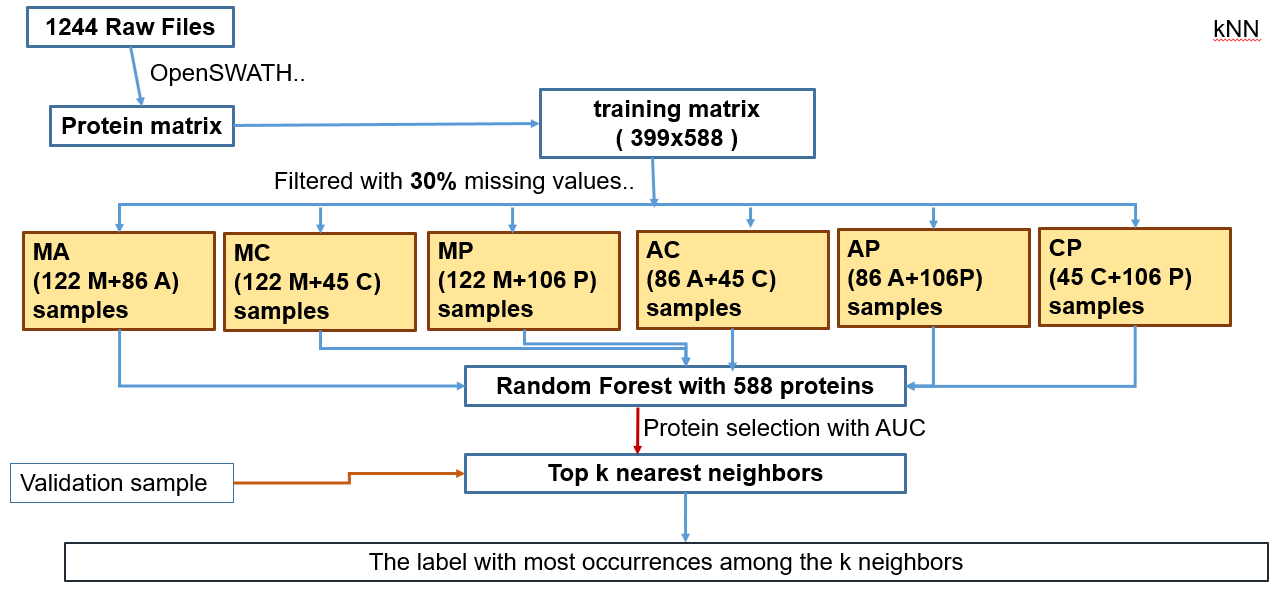 1244 Raw Files
kNN
OpenSWATH..
Protein matrix
training matrix
( 399x588 )
Filtered with 30% missing values..
MA
(122 M+86 A)
samples
MC
(122 M+45 C)
samples
MP
(122 M+106 P)
samples
AC
(86 A+45 C)
samples
AP
(86 A+106P)
samples
CP
(45 C+106 P)
samples
Random Forest with 588 proteins
Protein selection with AUC
Validation sample
Top k nearest neighbors
The label with most occurrences among the k neighbors